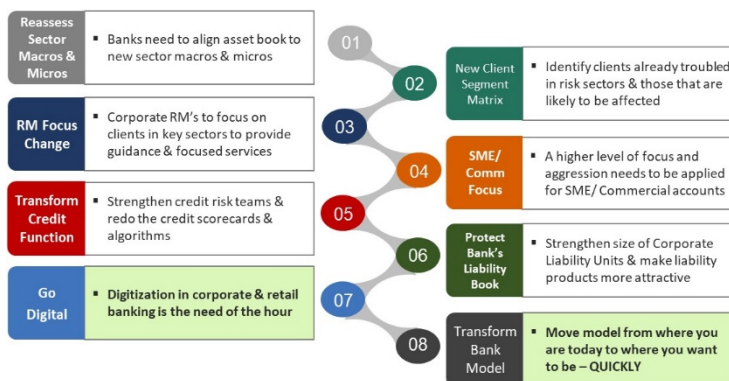 Reassess
Sector
Macros &
Micros
▪ Banks need to align asset book to
new sector macros & micros
01
02
New Client
Segment
Matrix
▪ Identify clients already troubled
in risk sectors & those that are
likely to be affected
RM Focus
Change
▪ Corporate RM's to focus on
clients in key sectors to provide
guidance & focused services
03
04
SME/
Comm
Focus
▪ A higher level of focus and
aggression needs to be applied
for SME/ Commercial accounts
Transform
Credit
Function
▪ Strengthen credit risk teams &
redo the credit scorecards &
algorithms
05
06
Protect
Bank's
Liability
Book
▪ Strengthen size of Corporate
Liability Units & make liability
products more attractive
Go
Digital
▪ Digitization in corporate & retail
banking is the need of the hour
07
08
Transform
Bank
Model
▪ Move model from where you
are today to where you want
to be – QUICKLY